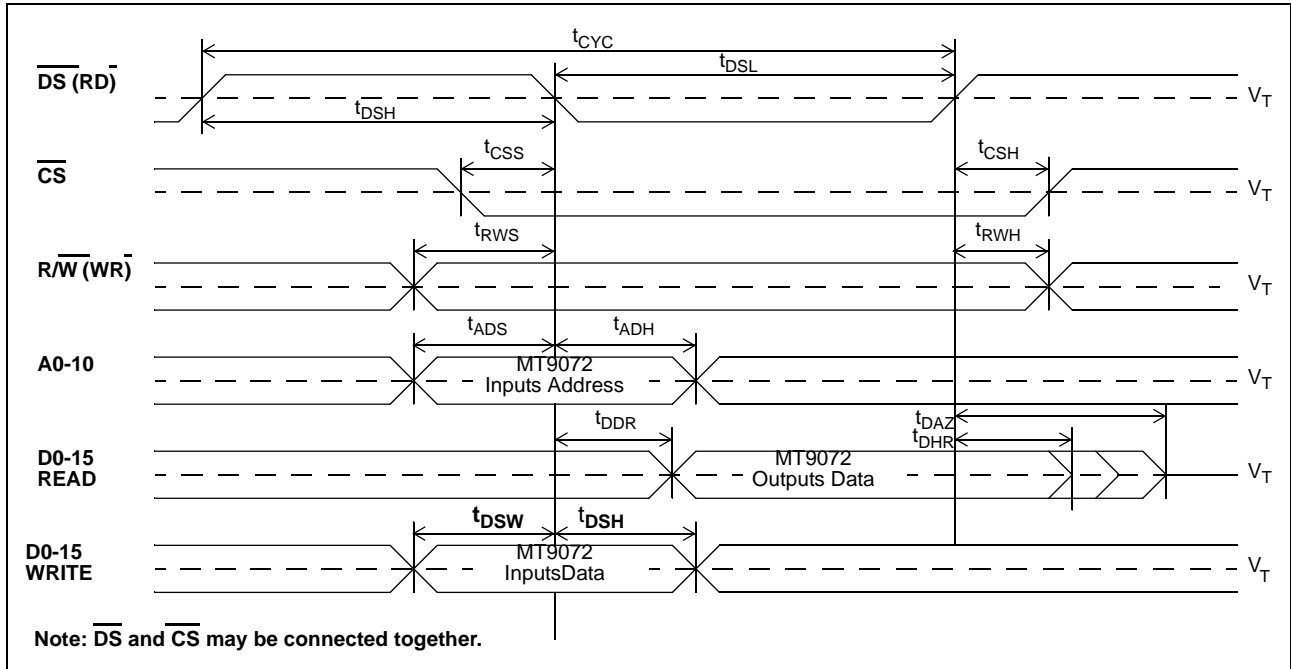 tCYC
DS (RD)
tDSL
VT
tDSH
tCSS
tCSH
CS
VT
tRWS
tRWH
R/W (WR)
VT
tADS
tADH
A0-10
MT9072
Inputs Address
VT
tDDR
tDAZ
tDHR
D0-15
READ
MT9072
Outputs Data
VT
tDSW
tDSH
D0-15
WRITE
MT9072
InputsData
VT
Note: DS and CS may be connected together.